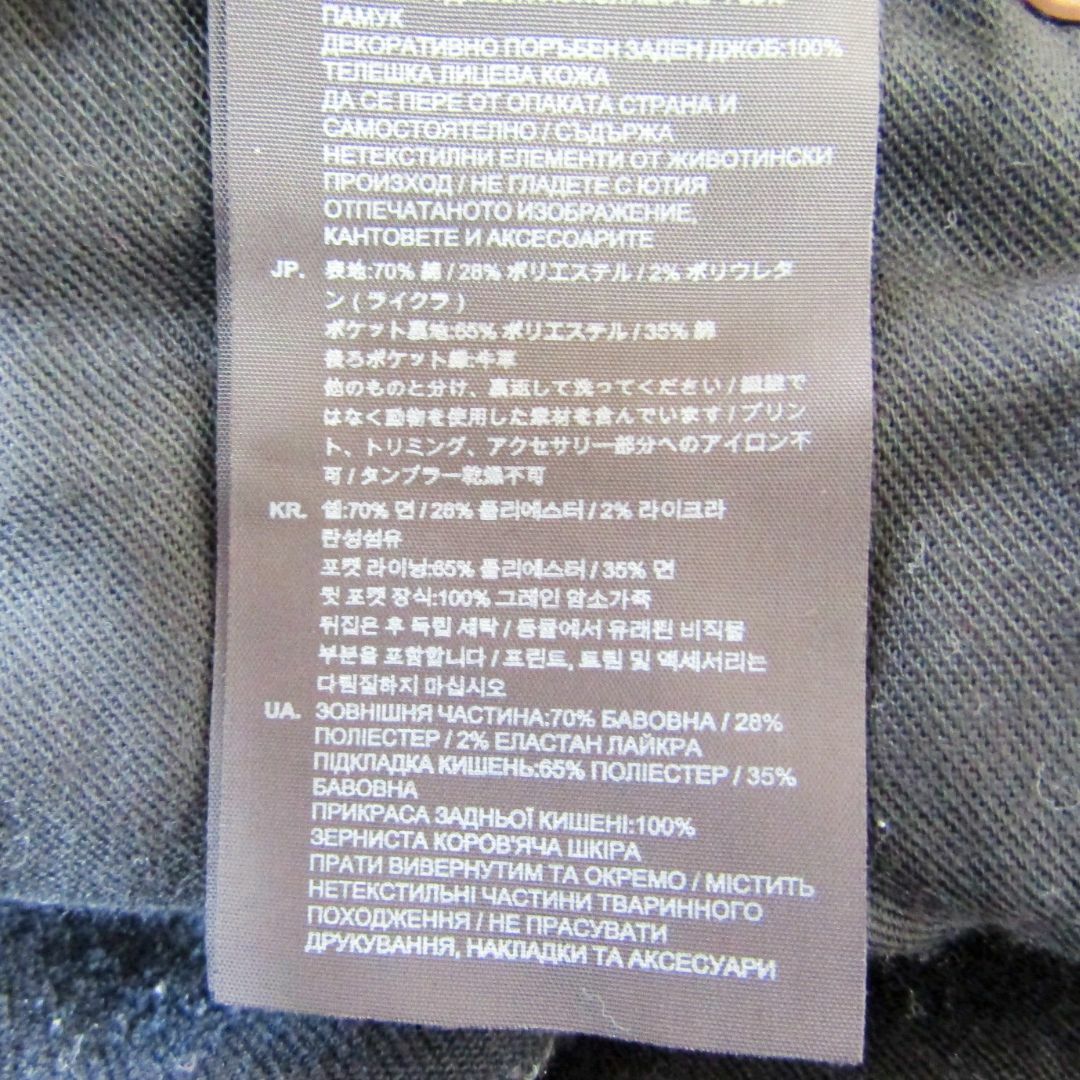 ПАМУК
ДЕКОРАТИВНО ПОРЪБЕН ЗАДЕН ДЖОБ:100%
ТЕЛЕШКА ЛИЦЕВА КОЖА
ДА СЕ ПЕРЕ ОТ ОПАКАТА СТРАНА И
САМОСТОЯТЕЛНО / СЪДЪРЖА
НЕТЕКСТИЛНИ ЕЛЕМЕНТИ ОТ ЖИВОТИНСКИ
ПРОИЗХОД / НЕ ГЛАДЕТЕ С ЮТИЯ
ОТПЕЧАТАНОТО ИЗОБРАЖЕНИЕ,
КАНТОВЕТЕ И АКСЕСОАРИТЕ
JP. 表地:70% 綿 / 28% ポリエステル / 2% ポリウレタ
ン ( ライクラ )
ポケット裏地:65% ポリエステル / 35% 綿
後ろポケット縁:牛革
他のものと分け、裏返して洗ってください / 繊維で
はなく動物を使用した素材を含んでいます / プリン
ト、トリミング、アクセサリー部分へのアイロン不
可 / タンブラー乾燥不可
KR. 쉘:70% 면 / 28% 폴리에스터 / 2% 라이크라
탄성섬유
포켓 라이닝:65% 폴리에스터 / 35% 면
뒷 포켓 장식:100% 그레인 암소가죽
뒤집은 후 독립 세탁 / 동물에서 유래된 비직물
부분을 포함합니다 / 프린트, 트림 및 액세서리는
다림질하지 마십시오
UA. ЗОВНІШНЯ ЧАСТИНА:70% БАВОВНА / 28%
ПОЛІЕСТЕР / 2% ЕЛАСТАН ЛАЙКРА
ПІДКЛАДКА КИШЕНЬ:65% ПОЛІЕСТЕР / 35%
БАВОВНА
ПРИКРАСА ЗАДНЬОЇ КИШЕНІ:100%
ЗЕРНИСТА КОРОВ'ЯЧА ШКІРА
ПРАТИ ВИВЕРНУТИМ ТА ОКРЕМО / МІСТИТЬ
НЕТЕКСТИЛЬНІ ЧАСТИНИ ТВАРИННОГО
ПОХОДЖЕННЯ / НЕ ПРАСУВАТИ
ДРУКУВАННЯ, НАКЛАДКИ ТА АКСЕСУАРИ